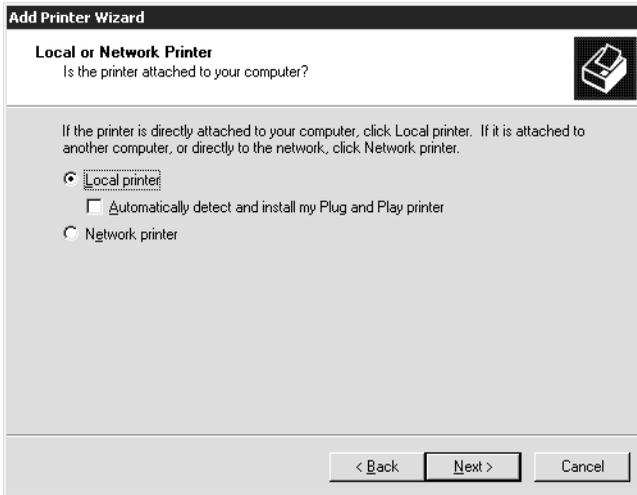 Add Printer Wizard
Local or Network Printer
Is the printer attached to your computer?
If the printer is directly attached to your computer, click Local printer. If it is attached to
another computer, or directly to the network, click Network printer.
Local printer
Automatically detect and install my Plug and Play printer
Network printer
< Back
Next >
Cancel